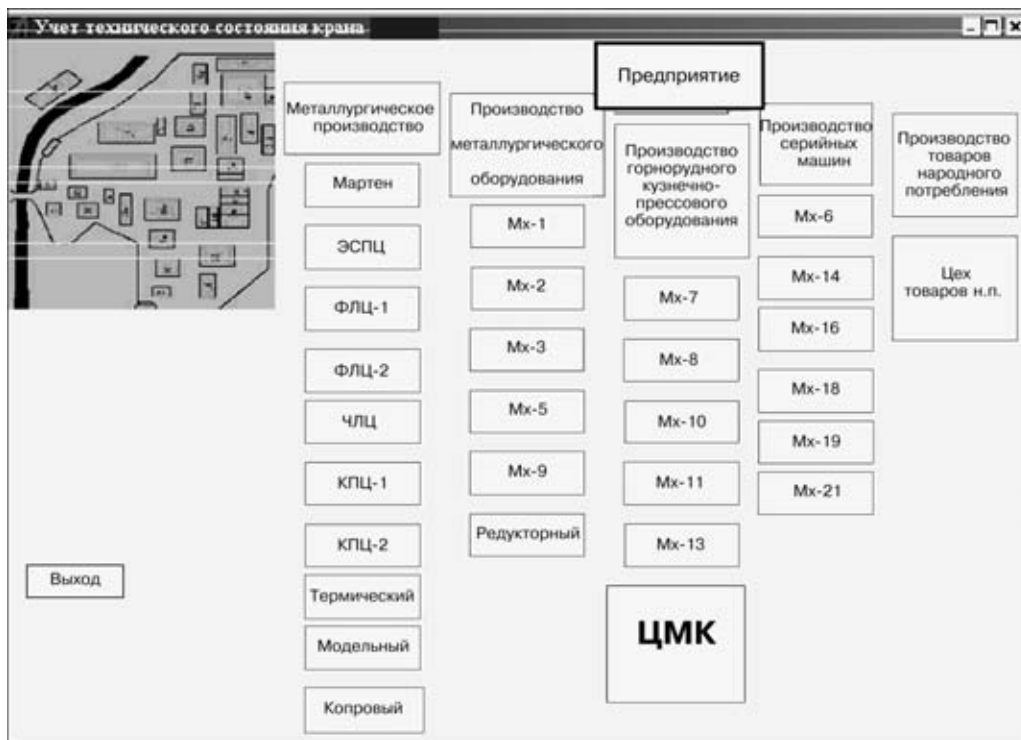 Учет технического состояния крана
Предприятие
Металлургическое
производство
Мартен
ЭСПЦ
ФЛЦ-1
ФЛЦ-2
ЧЛЦ
КПЦ-1
КПЦ-2
Термический
Модельный
Копровый
Производство
металлургического
оборудования
Мх-1
Мх-2
Мх-3
Мх-5
Мх-9
Редукторный
Производство
горнорудного
кузнечно-
прессового
оборудования
Мх-7
Мх-8
Мх-10
Мх-11
Мх-13
ЦМК
Производство
серийных
машин
Мх-6
Мх-14
Мх-16
Мх-18
Мх-19
Мх-21
Производство
товаров
народного
потребления
Цех
товаров н.п.
Выход